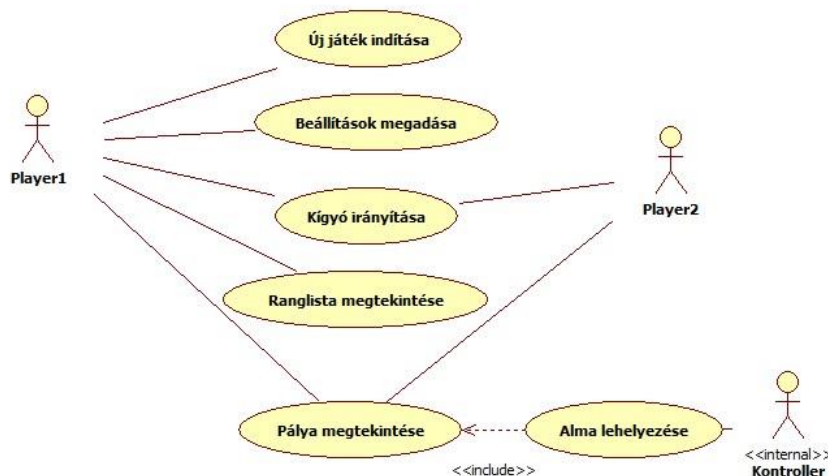 Új játék indítása
Beállítások megadása
Player1
Kígyó irányítása
Player2
Ranglista megtekintése
Pálya megtekintése
Alma lehelyezése
<<include>>
<<internal>>
Kontroller